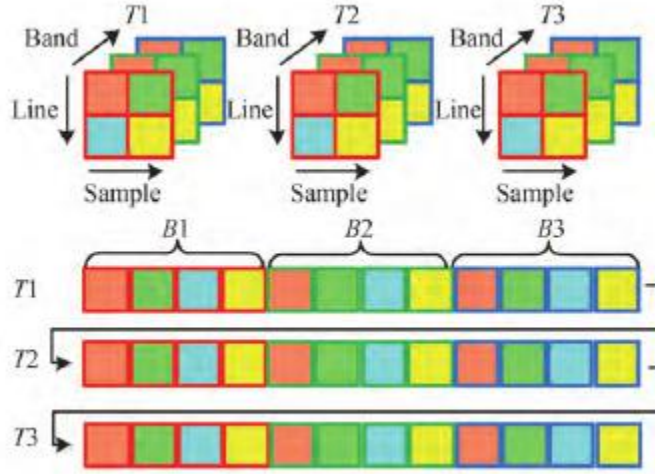 T1 T2 T3
Band Band Band
Line Line Line
Sample Sample Sample
B1 B2 B3
T1
T2
T3